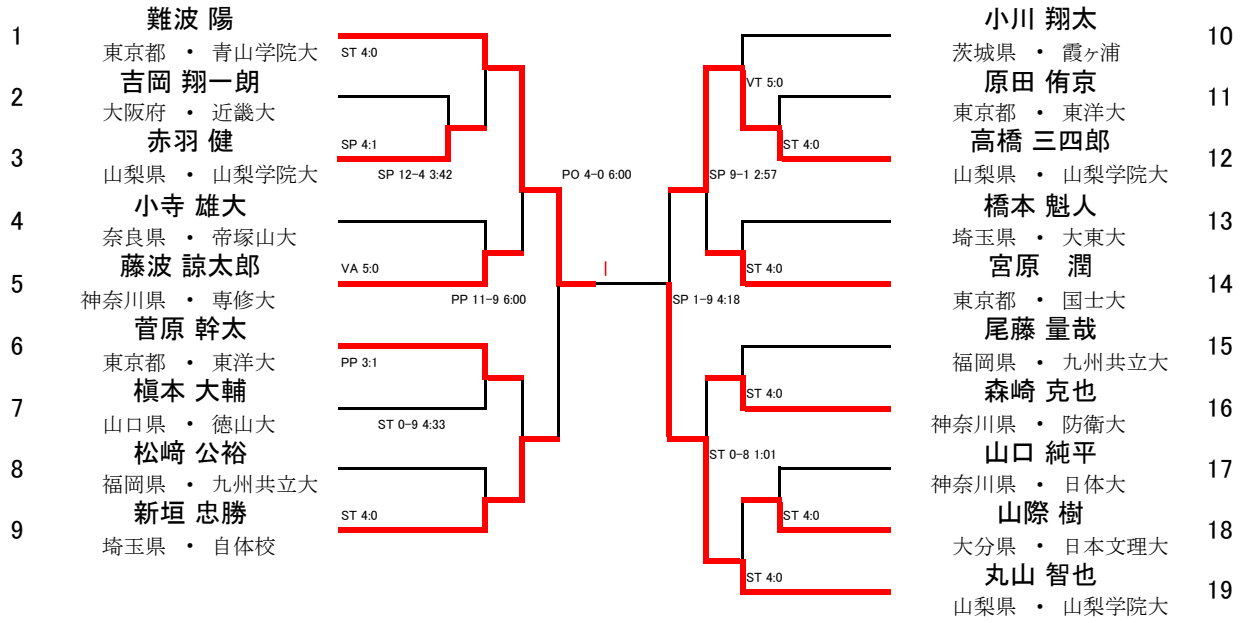 1
難波 陽
東京都 ・ 青山学院大
ST 4:0
2
吉岡 翔一朗
大阪府 ・ 近畿大
3
赤羽 健
山梨県 ・ 山梨学院大
SP 4:1
SP 12-4 3:42
4
小寺 雄大
奈良県 ・ 帝塚山大
5
藤波 諒太郎
神奈川県 ・ 専修大
VA 5:0
PP 11-9 6:00
6
菅原 幹太
東京都 ・ 東洋大
PP 3:1
7
槇本 大輔
山口県 ・ 徳山大
ST 0-9 4:33
8
松﨑 公裕
福岡県 ・ 九州共立大
9
新垣 忠勝
埼玉県 ・ 自体校
ST 4:0
PO 4-0 6:00
小川 翔太
茨城県 ・ 霞ヶ浦
10
VT 5:0
原田 侑京
東京都 ・ 東洋大
11
ST 4:0
高橋 三四郎
山梨県 ・ 山梨学院大
12
SP 9-1 2:57
橋本 魁人
埼玉県 ・ 大東大
13
ST 4:0
宮原 潤
東京都 ・ 国士大
14
SP 1-9 4:18
尾藤 量哉
福岡県 ・ 九州共立大
15
ST 4:0
森崎 克也
神奈川県 ・ 防衛大
16
ST 0-8 1:01
山口 純平
神奈川県 ・ 日体大
17
ST 4:0
山際 樹
大分県 ・ 日本文理大
18
ST 4:0
丸山 智也
山梨県 ・ 山梨学院大
19